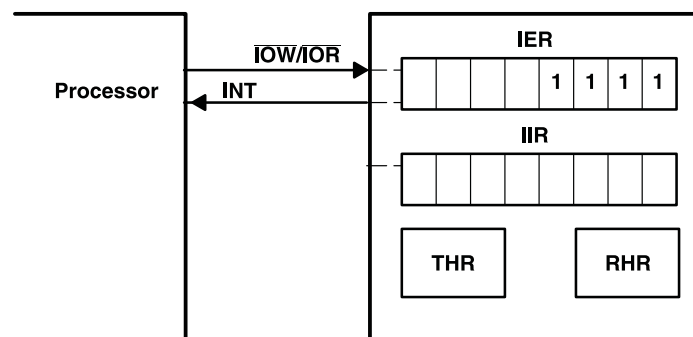 IOW/IOR
IER
Processor
1 1 1 1
INT
IIR
THR
RHR